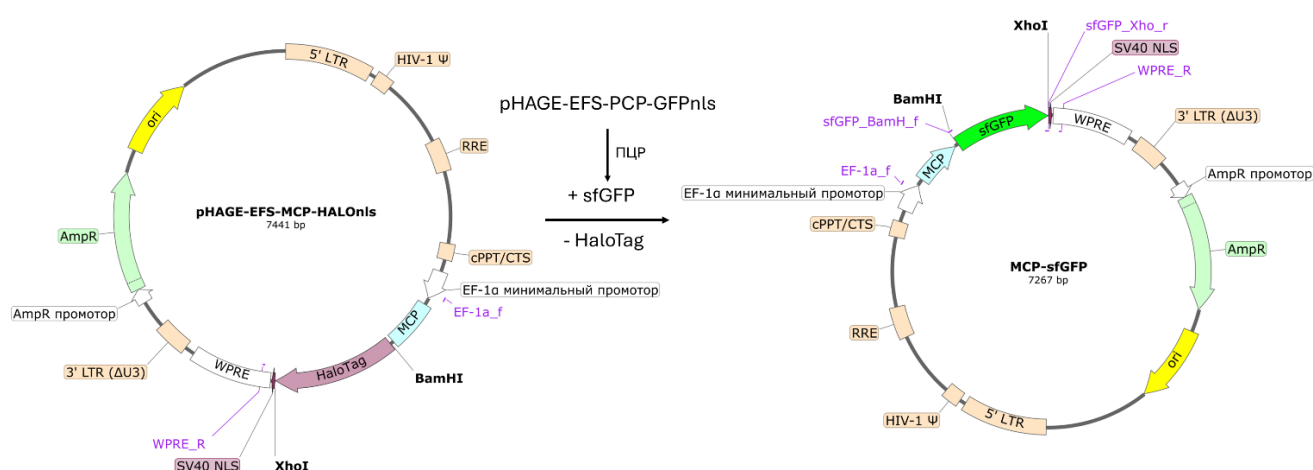 5' LTR
HIV-1 Ψ
ori
RRE
pHAGE-EFS-MCP-HALOnls
7441 bp
AmpR
cPPT/CTS
EF-1α минимальный промотор
EF-1a_f
AmpR промотор
MCP
HaloTag
3' LTR (ΔU3)
WPRE
BamHI
WPRE_R
SV40 NLS
XhoI
pHAGE-EFS-PCP-GFPnls
ПЦР
+ sfGFP
- HaloTag
XhoI
sfGFP_Xho_r
SV40 NLS
WPRE_R
BamHI
sfGFP_BamH_f
sfGFP
WPRE
3' LTR (ΔU3)
MCP
EF-1a_f
AmpR промотор
EF-1α минимальный промотор
cPPT/CTS
AmpR
MCP-sfGFP
7267 bp
RRE
ori
HIV-1 Ψ
5' LTR